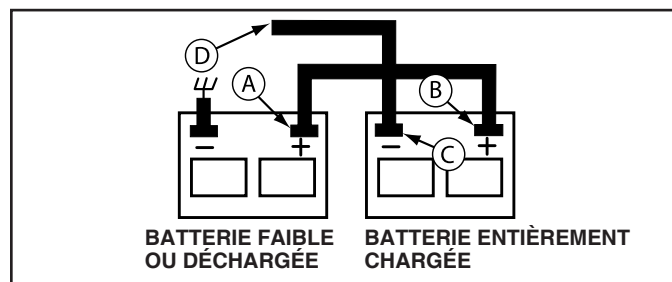 D
A
B
C
− + − +
BATTERIE FAIBLE
OU DÉCHARGÉE
BATTERIE ENTIÈREMENT
CHARGÉE